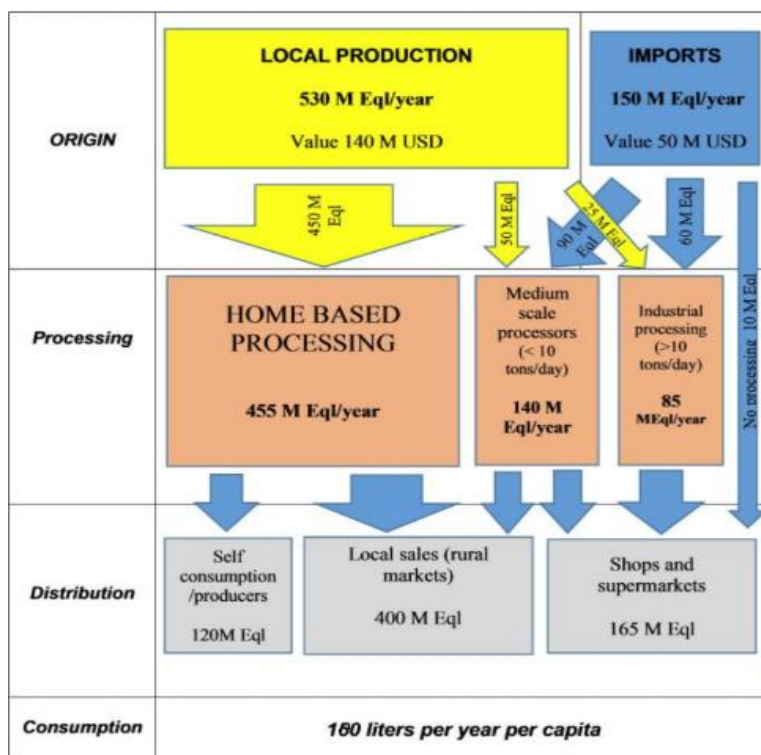 ORIGIN
LOCAL PRODUCTION
530 M Eql/year
Value 140 M USD
IMPORTS
150 M Eql/year
Value 50 M USD
450 M
Eql
50 M Eql
25 M Eql
90 M
Eql
60 M Eql
No processing 10 M Eql
Processing
HOME BASED
PROCESSING
455 M Eql/year
Medium
scale
processors
(< 10
tons/day)
140 M
Eql/year
Industrial
processing
(>10
tons/day)
85
MEql/year
Distribution
Self
consumption
/producers
120M Eql
Local sales (rural
markets)
400 M Eql
Shops and
supermarkets
165 M Eql
Consumption
liters per year per capita